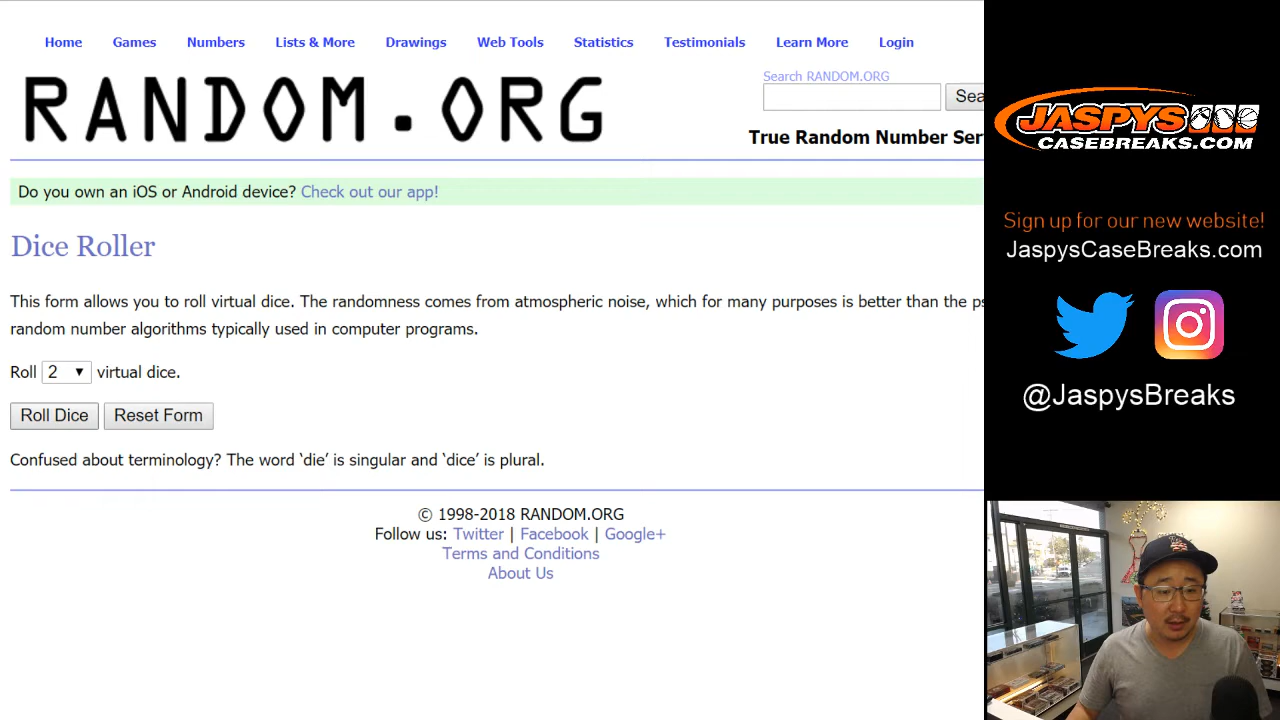 Home Games Numbers Lists & More Drawings Web Tools Statistics Testimonials Learn More Login
RANDOM.ORG
Search RANDOM.ORG
Sea
True Random Number Ser
Do you own an iOS or Android device? Check out our app!
Dice Roller
This form allows you to roll virtual dice. The randomness comes from atmospheric noise, which for many purposes is better than the ps
random number algorithms typically used in computer programs.
Roll 2 virtual dice.
Roll Dice Reset Form
Confused about terminology? The word ‘die’ is singular and ‘dice’ is plural.
© 1998-2018 RANDOM.ORG
Follow us: Twitter | Facebook | Google+
Terms and Conditions
About Us
JASPYS
CASEBREAKS.COM
Sign up for our new website!
JaspysCaseBreaks.com
@JaspysBreaks